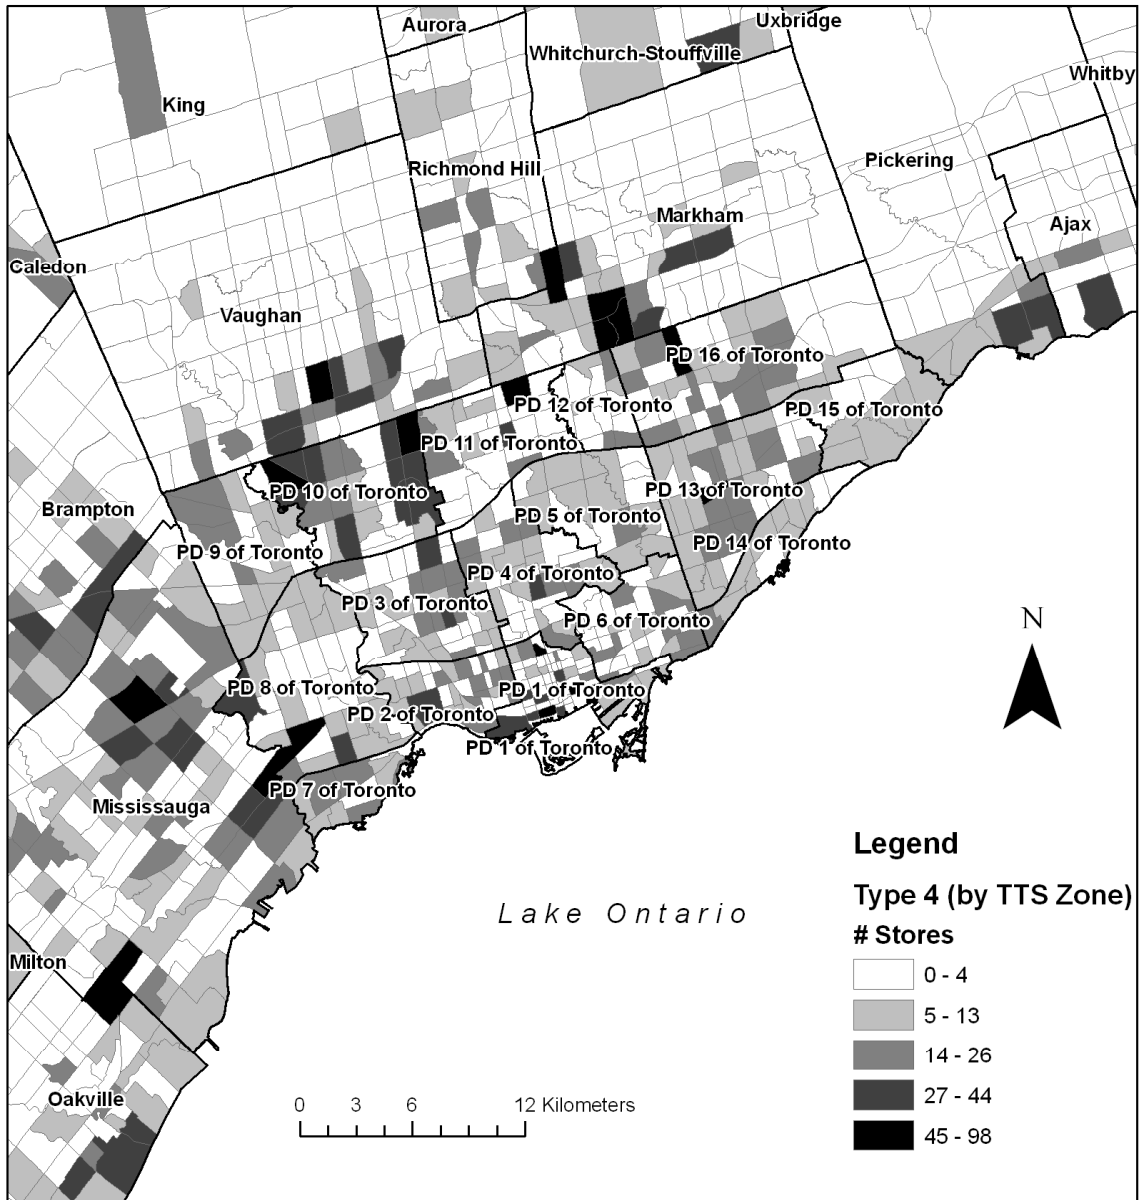 Aurora
Uxbridge
Whitchurch-Stouffville
Whitby
King
Pickering
Richmond Hill
Markham
Ajax
Caledon
Vaughan
PD 16 of Toronto
PD 12 of Toronto
PD 15 of Toronto
PD 11 of Toronto
PD 10 of Toronto
PD 13 of Toronto
Brampton
PD 5 of Toronto
PD 9 of Toronto
PD 14 of Toronto
PD 4 of Toronto
PD 3 of Toronto
PD 6 of Toronto
N
PD 8 of Toronto
PD 1 of Toronto
PD 2 of Toronto
PD 1 of Toronto
PD 7 of Toronto
Mississauga
Legend
Type 4 (by TTS Zone)
Lake Ontario
# Stores
Milton
0 - 4
5 - 13
14 - 26
Oakville
27 - 44
0 3 6 12 Kilometers
45 - 98